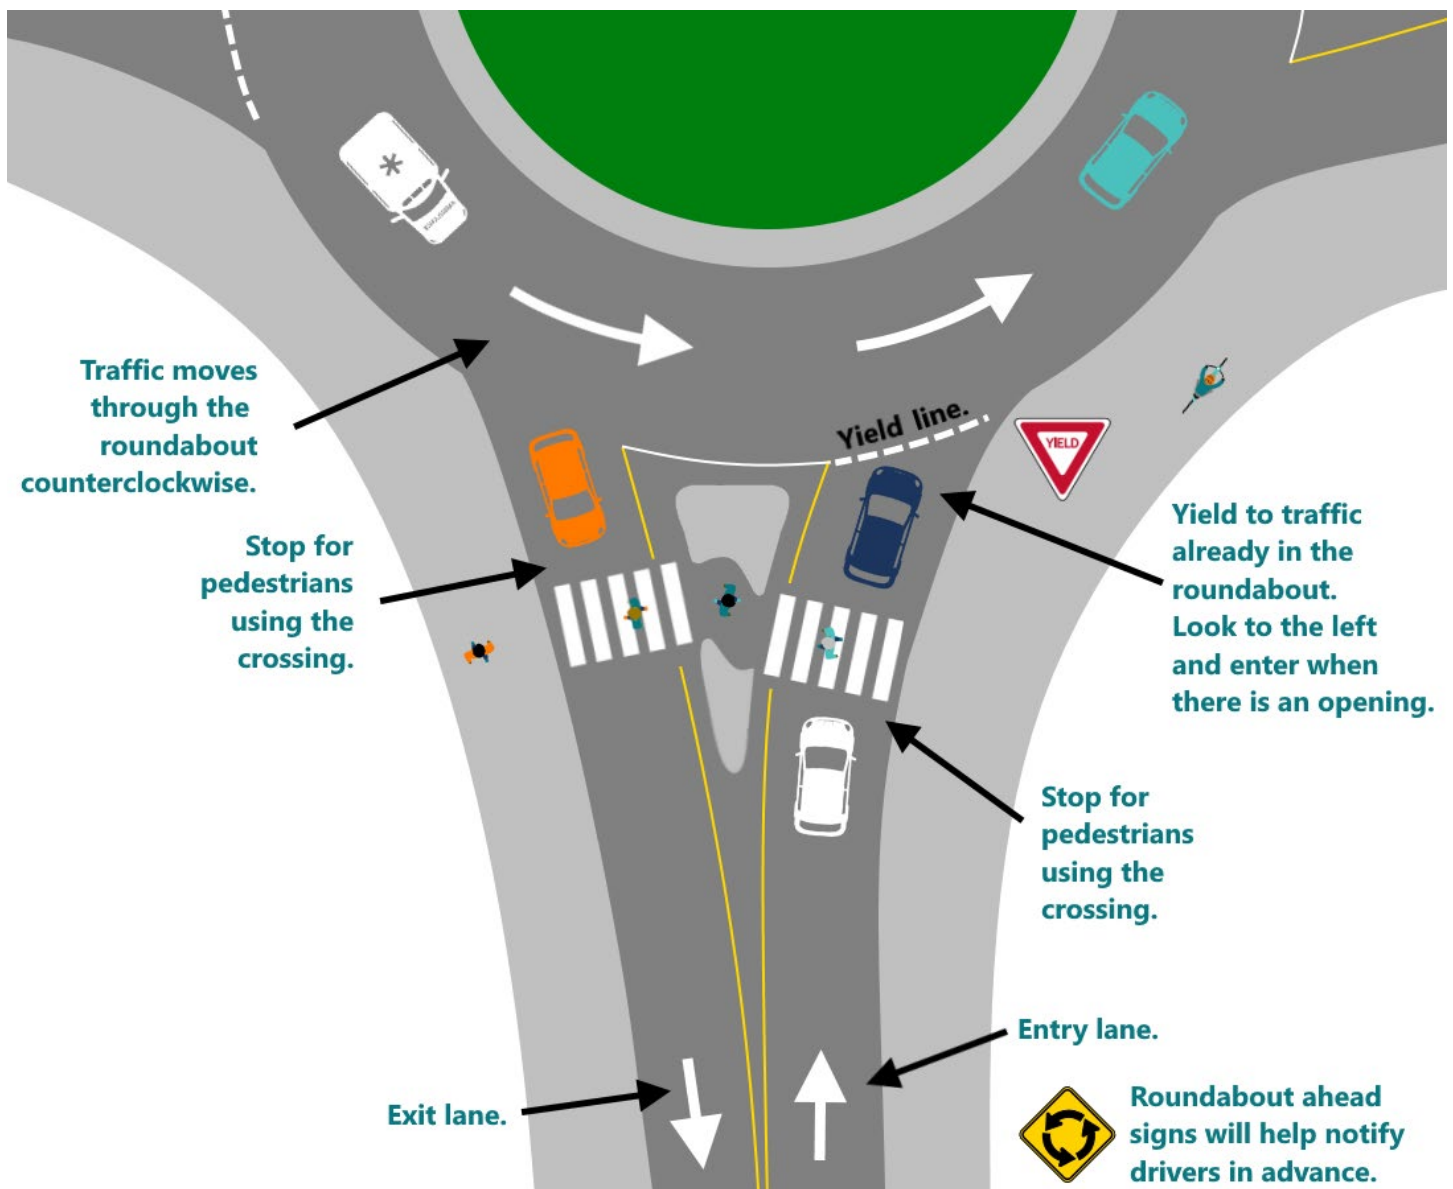 Traffic moves
through the
roundabout
counterclockwise.
Stop for
pedestrians
using the
crossing.
Yield line.
YIELD
Yield to traffic
already in the
roundabout.
Look to the left
and enter when
there is an opening.
Stop for
pedestrians
using the
crossing.
Entry lane.
Exit lane.
Roundabout ahead
signs will help notify
drivers in advance.